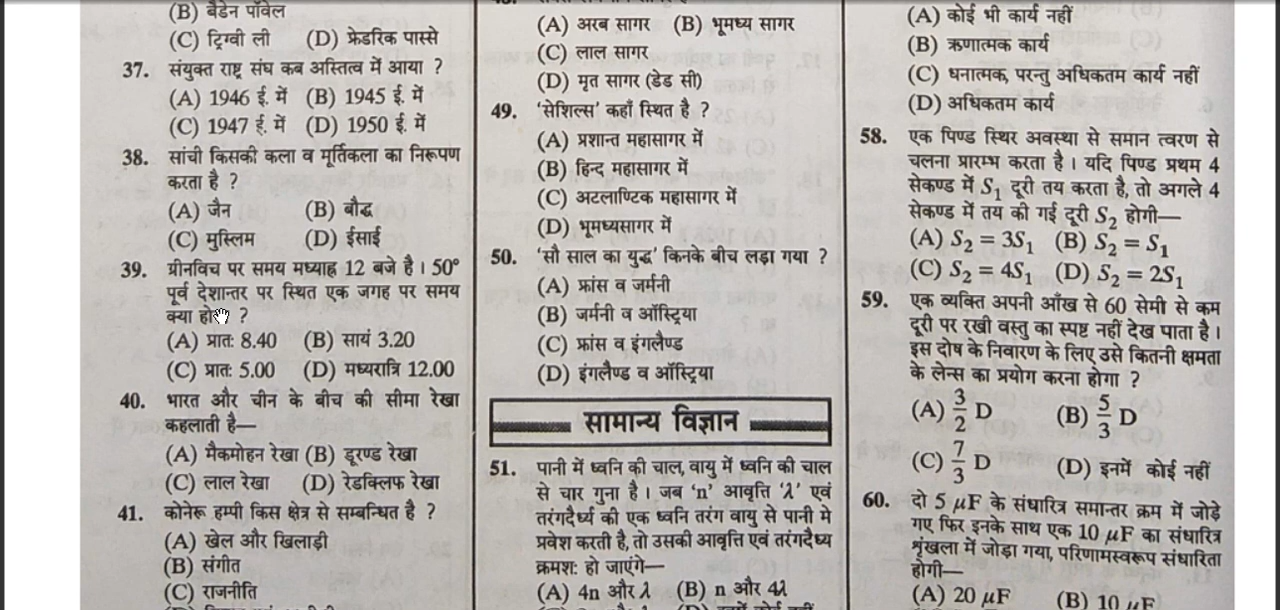 (B) बैडेन पॉवेल
(C) ट्रिग्वी ली (D) फ्रेडरिक पास्से
37. संयुक्त राष्ट्र संघ कब अस्तित्व में आया ?
(A) 1946 ई. में (B) 1945 ई. में
(C) 1947 ई. में (D) 1950 ई. में
38. सांची किसकी कला व मूर्तिकला का निरूपण
करता है ?
(A) जैन (B) बौद्ध
(C) मुस्लिम (D) ईसाई
39. ग्रीनविच पर समय मध्याह्न 12 बजे है। 50°
पूर्व देशान्तर पर स्थित एक जगह पर समय
क्या ?
(A) प्रातः 8.40 (B) सायं 3.20
(C) प्रातः 5.00 (D) मध्यरात्रि 12.00
40. भारत और चीन के बीच की सीमा रेखा
कहलाती है—
(A) मैकमोहन रेखा (B) डूरण्ड रेखा
(C) लाल रेखा (D) रेडक्लिफ रेखा
41. कोनेरू हम्पी किस क्षेत्र से सम्बन्धित है ?
(A) खेल और खिलाड़ी
(B) संगीत
(C) राजनीति
(A) अरब सागर (B) भूमध्य सागर
(C) लाल सागर
(D) मृत सागर (डेड सी)
49. ‘सेशिल्स’ कहाँ स्थित है ?
(A) प्रशान्त महासागर में
(B) हिन्द महासागर में
(C) अटलाण्टिक महासागर में
(D) भूमध्यसागर में
50. ‘सौ साल का युद्ध’ किनके बीच लड़ा गया ?
(A) फ्रांस व जर्मनी
(B) जर्मनी व ऑस्ट्रिया
(C) फ्रांस व इंगलैण्ड
(D) इंगलैण्ड व ऑस्ट्रिया
सामान्य विज्ञान
51. पानी में ध्वनि की चाल, वायु में ध्वनि की चाल
से चार गुना है। जब ‘n’ आवृत्ति ‘λ’ एवं
तरंगदैर्ध्य की एक ध्वनि तरंग वायु से पानी मे
प्रवेश करती है, तो उसकी आवृत्ति एवं तरंगदैध्य
क्रमशः हो जाएंगे—
(A) 4n और λ (B) n और 4λ
(A) कोई भी कार्य नहीं
(B) ऋणात्मक कार्य
(C) धनात्मक, परन्तु अधिकतम कार्य नहीं
(D) अधिकतम कार्य
58. एक पिण्ड स्थिर अवस्था से समान त्वरण से
चलना प्रारम्भ करता है। यदि पिण्ड प्रथम 4
सेकण्ड में S₁ दूरी तय करता है, तो अगले 4
सेकण्ड में तय की गई दूरी S₂ होगी—
(A) S₂ = 3S₁ (B) S₂ = S₁
(C) S₂ = 4S₁ (D) S₂ = 2S₁
59. एक व्यक्ति अपनी आँख से 60 सेमी से कम
दूरी पर रखी वस्तु का स्पष्ट नहीं देख पाता है।
इस दोष के निवारण के लिए उसे कितनी क्षमता
के लेन्स का प्रयोग करना होगा ?
(A) 3/2 D (B) 5/3 D
(C) 7/3 D (D) इनमें कोई नहीं
60. दो 5 μF के संधारित्र समान्तर क्रम में जोड़े
गए फिर इनके साथ एक 10 μF का संधारित्र
शृंखला में जोड़ा गया, परिणामस्वरूप संधारिता
होगी—
(A) 20 μF (B) 10 μF